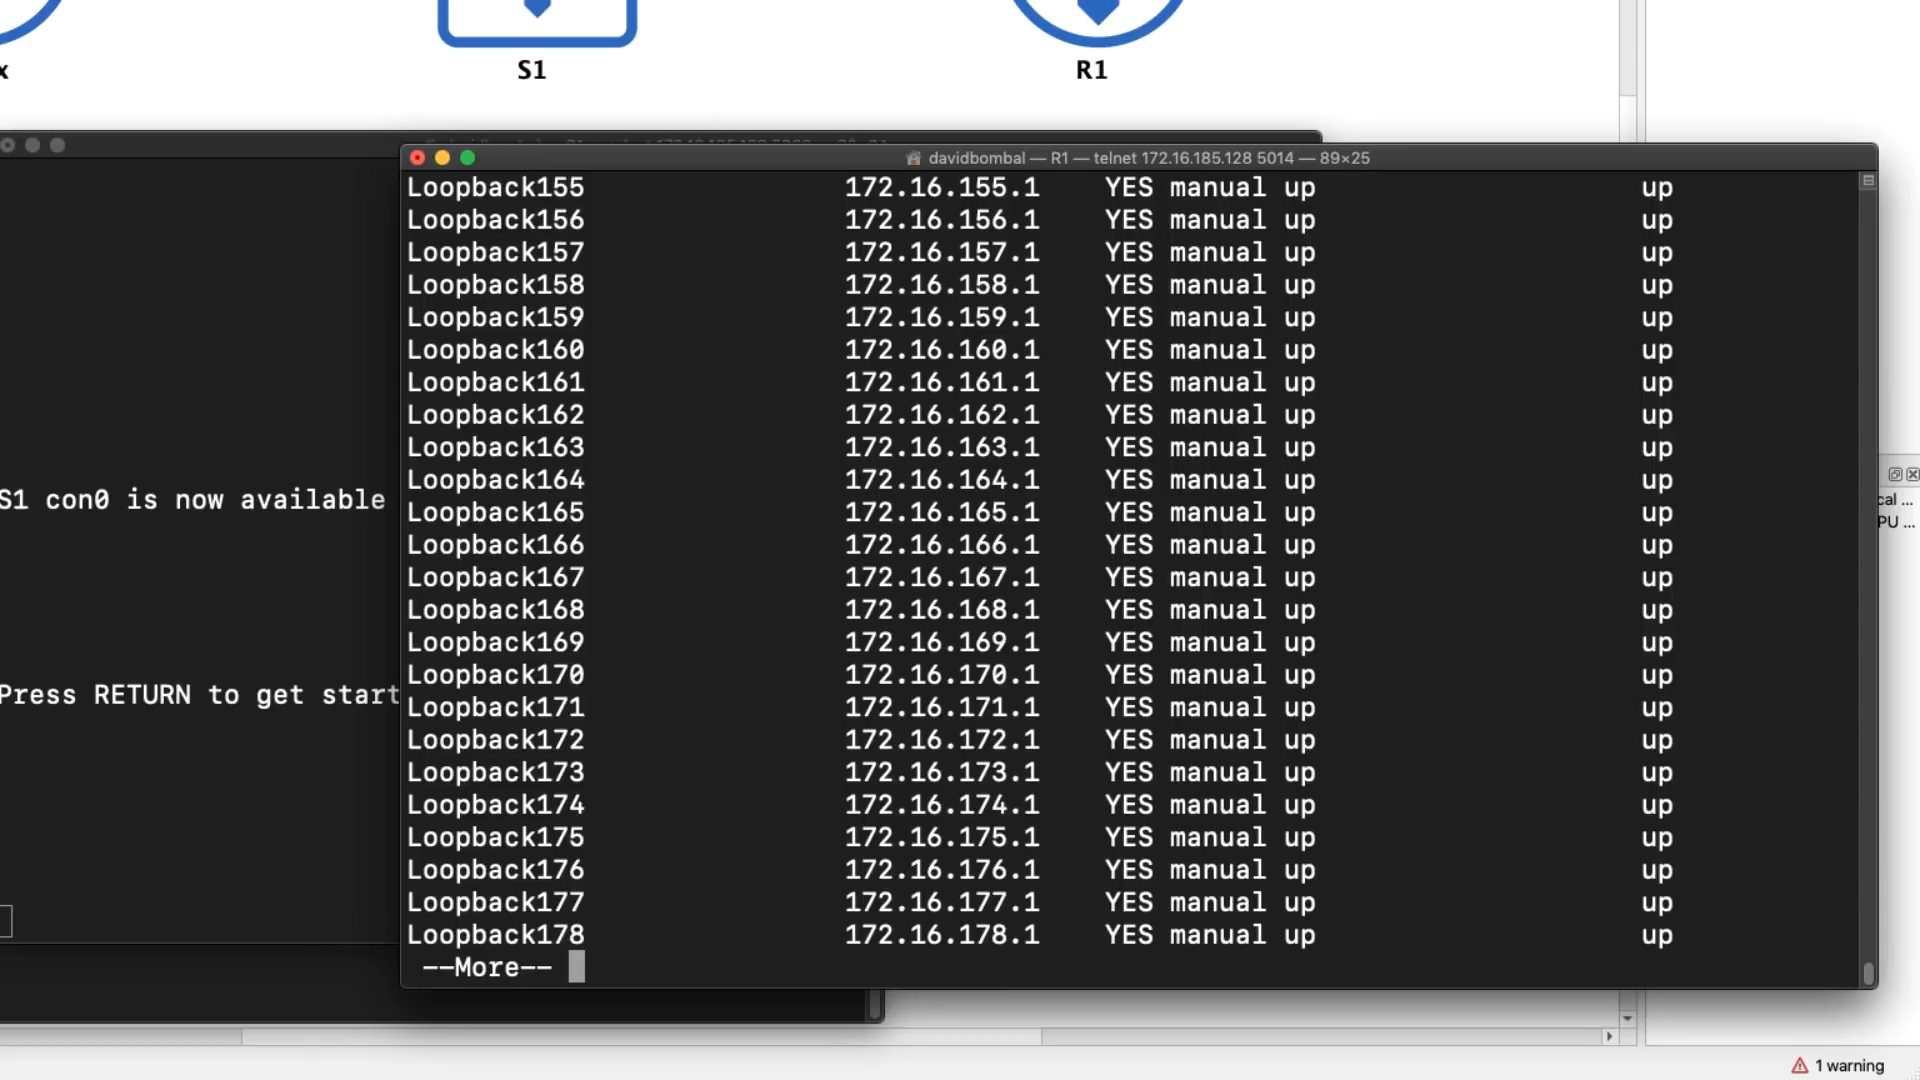 x
S1
R1
davidbombal — R1 — telnet 172.16.185.128 5014 — 89×25
Loopback155 172.16.155.1 YES manual up up
Loopback156 172.16.156.1 YES manual up up
Loopback157 172.16.157.1 YES manual up up
Loopback158 172.16.158.1 YES manual up up
Loopback159 172.16.159.1 YES manual up up
Loopback160 172.16.160.1 YES manual up up
Loopback161 172.16.161.1 YES manual up up
Loopback162 172.16.162.1 YES manual up up
Loopback163 172.16.163.1 YES manual up up
Loopback164 172.16.164.1 YES manual up up
Loopback165 172.16.165.1 YES manual up up
Loopback166 172.16.166.1 YES manual up up
Loopback167 172.16.167.1 YES manual up up
Loopback168 172.16.168.1 YES manual up up
Loopback169 172.16.169.1 YES manual up up
Loopback170 172.16.170.1 YES manual up up
Loopback171 172.16.171.1 YES manual up up
Loopback172 172.16.172.1 YES manual up up
Loopback173 172.16.173.1 YES manual up up
Loopback174 172.16.174.1 YES manual up up
Loopback175 172.16.175.1 YES manual up up
Loopback176 172.16.176.1 YES manual up up
Loopback177 172.16.177.1 YES manual up up
Loopback178 172.16.178.1 YES manual up up
--More--
S1 con0 is now available
Press RETURN to get start
cal ...
PU ...
1 warning